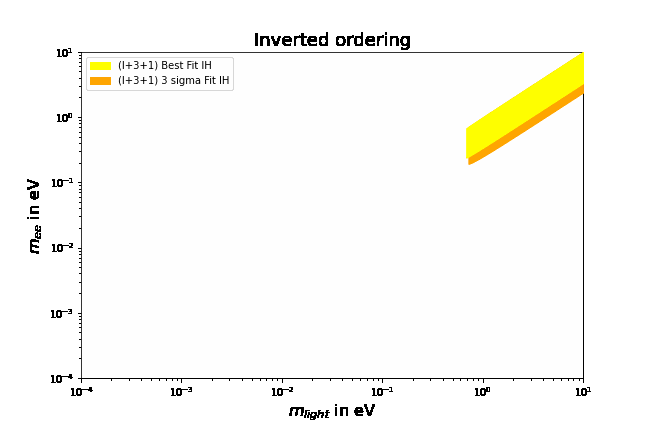 Inverted ordering
(I+3+1) Best Fit IH
(I+3+1) 3 sigma Fit IH
10¹
10⁰
10⁻¹
10⁻²
10⁻³
10⁻⁴
m_ee in eV
10⁻⁴
10⁻³
10⁻²
10⁻¹
10⁰
10¹
m_light in eV